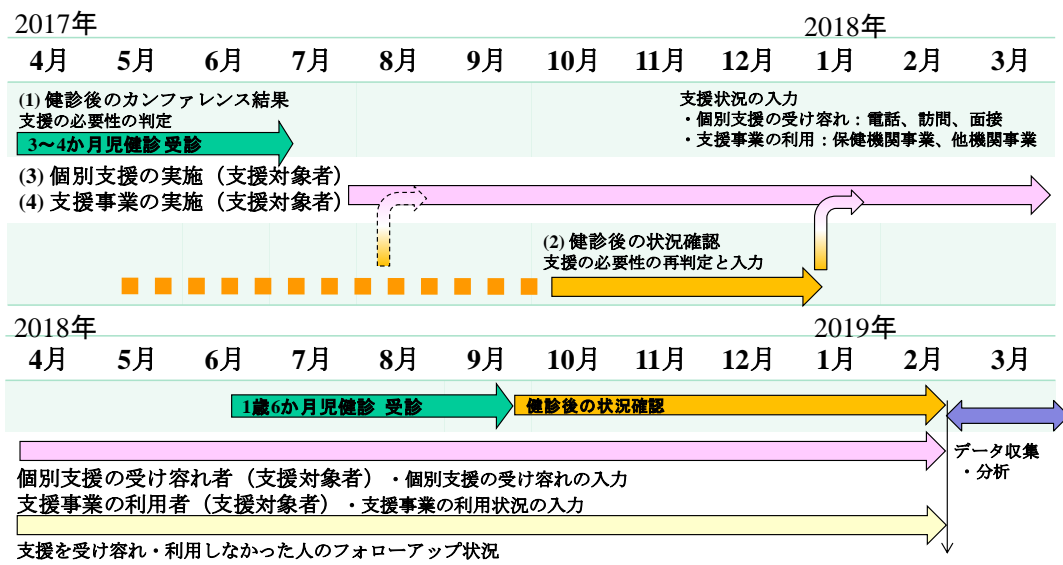 2017年
2018年
4月 5月 6月 7月 8月 9月 10月 11月 12月 1月 2月 3月
(1) 健診後のカンファレンス結果
支援の必要性の判定
3～4か月児健診 受診
支援状況の入力
・個別支援の受け容れ：電話、訪問、面接
・支援事業の利用：保健機関事業、他機関事業
(3) 個別支援の実施（支援対象者）
(4) 支援事業の実施（支援対象者）
(2) 健診後の状況確認
支援の必要性の再判定と入力
2018年
2019年
4月 5月 6月 7月 8月 9月 10月 11月 12月 1月 2月 3月
1歳6か月児健診 受診
健診後の状況確認
データ収集
・分析
個別支援の受け容れ者（支援対象者）・個別支援の受け容れの入力
支援事業の利用者（支援対象者）・支援事業の利用状況の入力
支援を受け容れ・利用しなかった人のフォローアップ状況